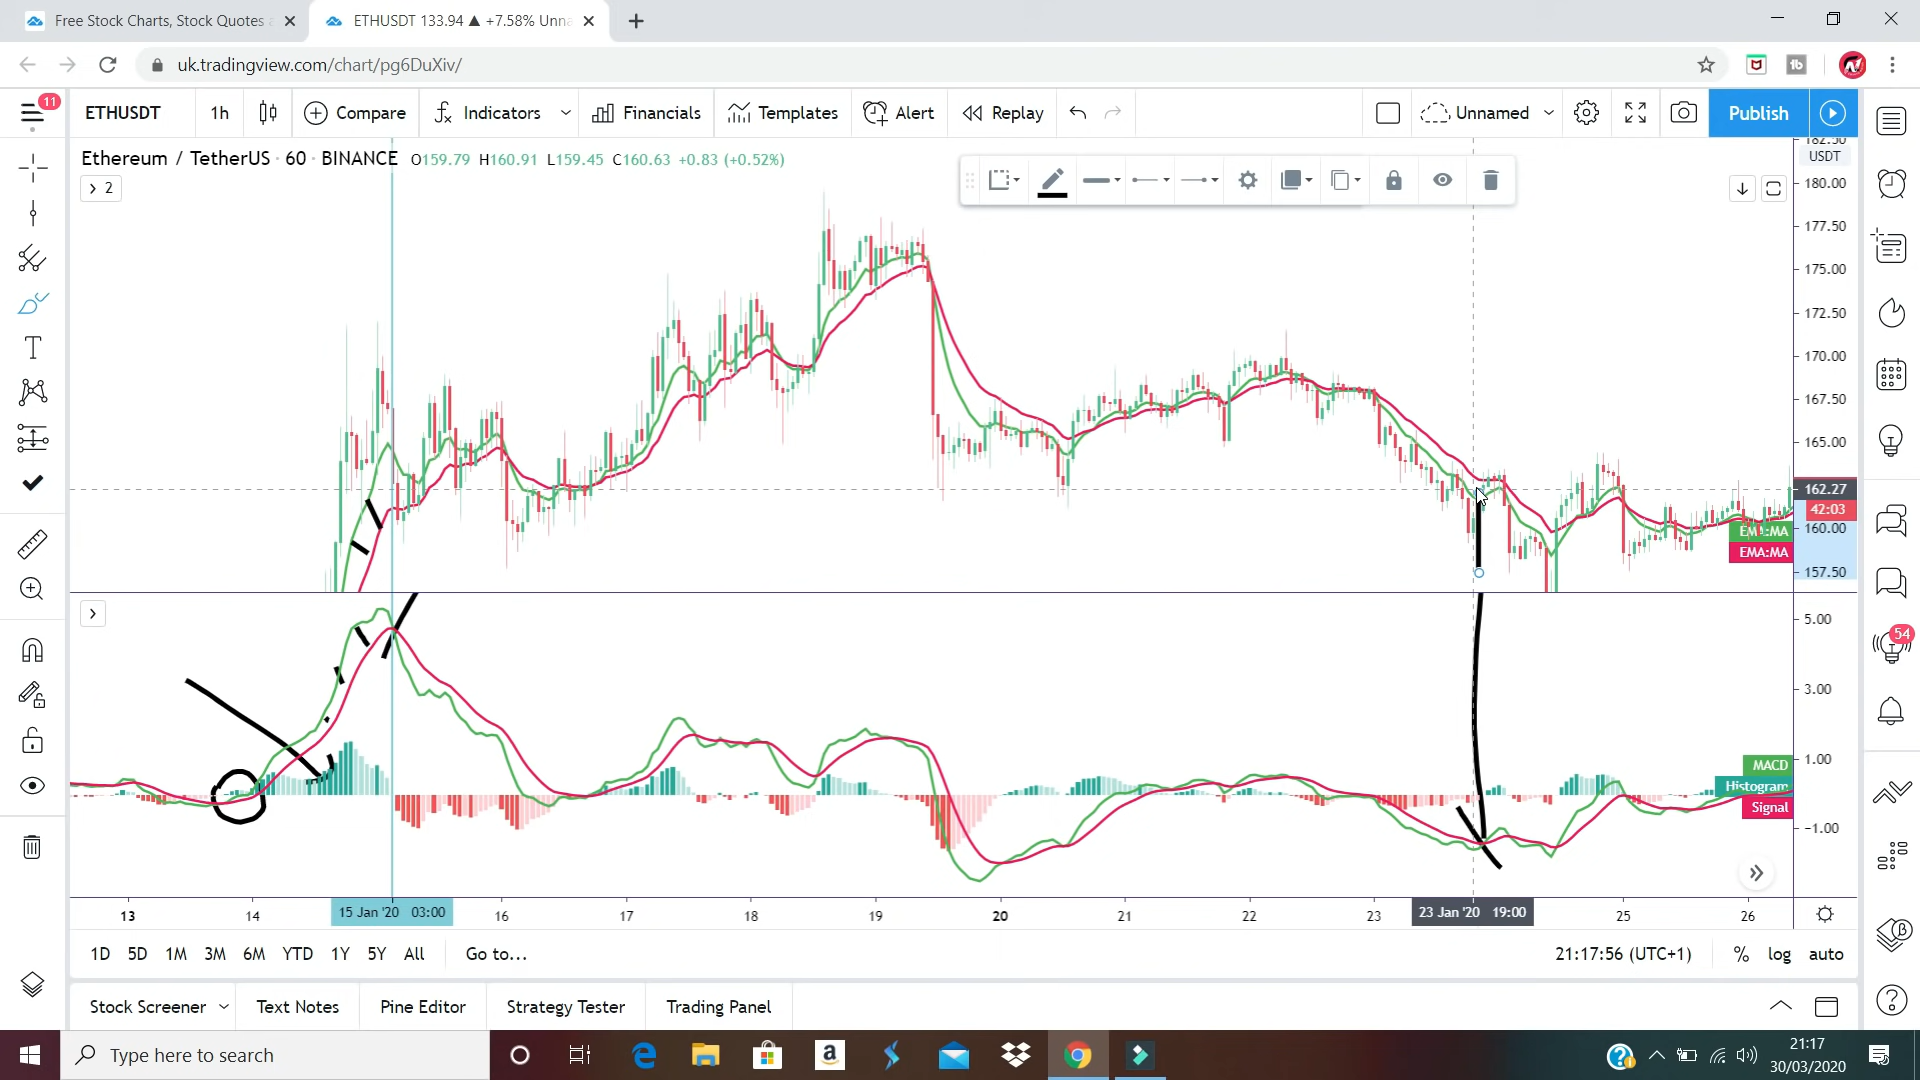 Free Stock Charts, Stock Quotes a
ETHUSDT 133.94 ▲ +7.58% Unna
uk.tradingview.com/chart/pg6DuXiv/
11
ETHUSDT 1h Compare Indicators Financials Templates Alert Replay Unnamed Publish
Ethereum / TetherUS · 60 · BINANCE O159.79 H160.91 L159.45 C160.63 +0.83 (+0.52%)
2
182.50
USDT
180.00
177.50
175.00
172.50
170.00
167.50
165.00
162.27
42:03
160.00
157.50
EMA:MA
EMA:MA
5.00
3.00
1.00
−1.00
MACD
Histogram
Signal
54
13 14 15 Jan '20 03:00 16 17 18 19 20 21 22 23 23 Jan '20 19:00 25 26
1D 5D 1M 3M 6M YTD 1Y 5Y All Go to... 21:17:56 (UTC+1) % log auto
Stock Screener Text Notes Pine Editor Strategy Tester Trading Panel
Type here to search
21:17
30/03/2020